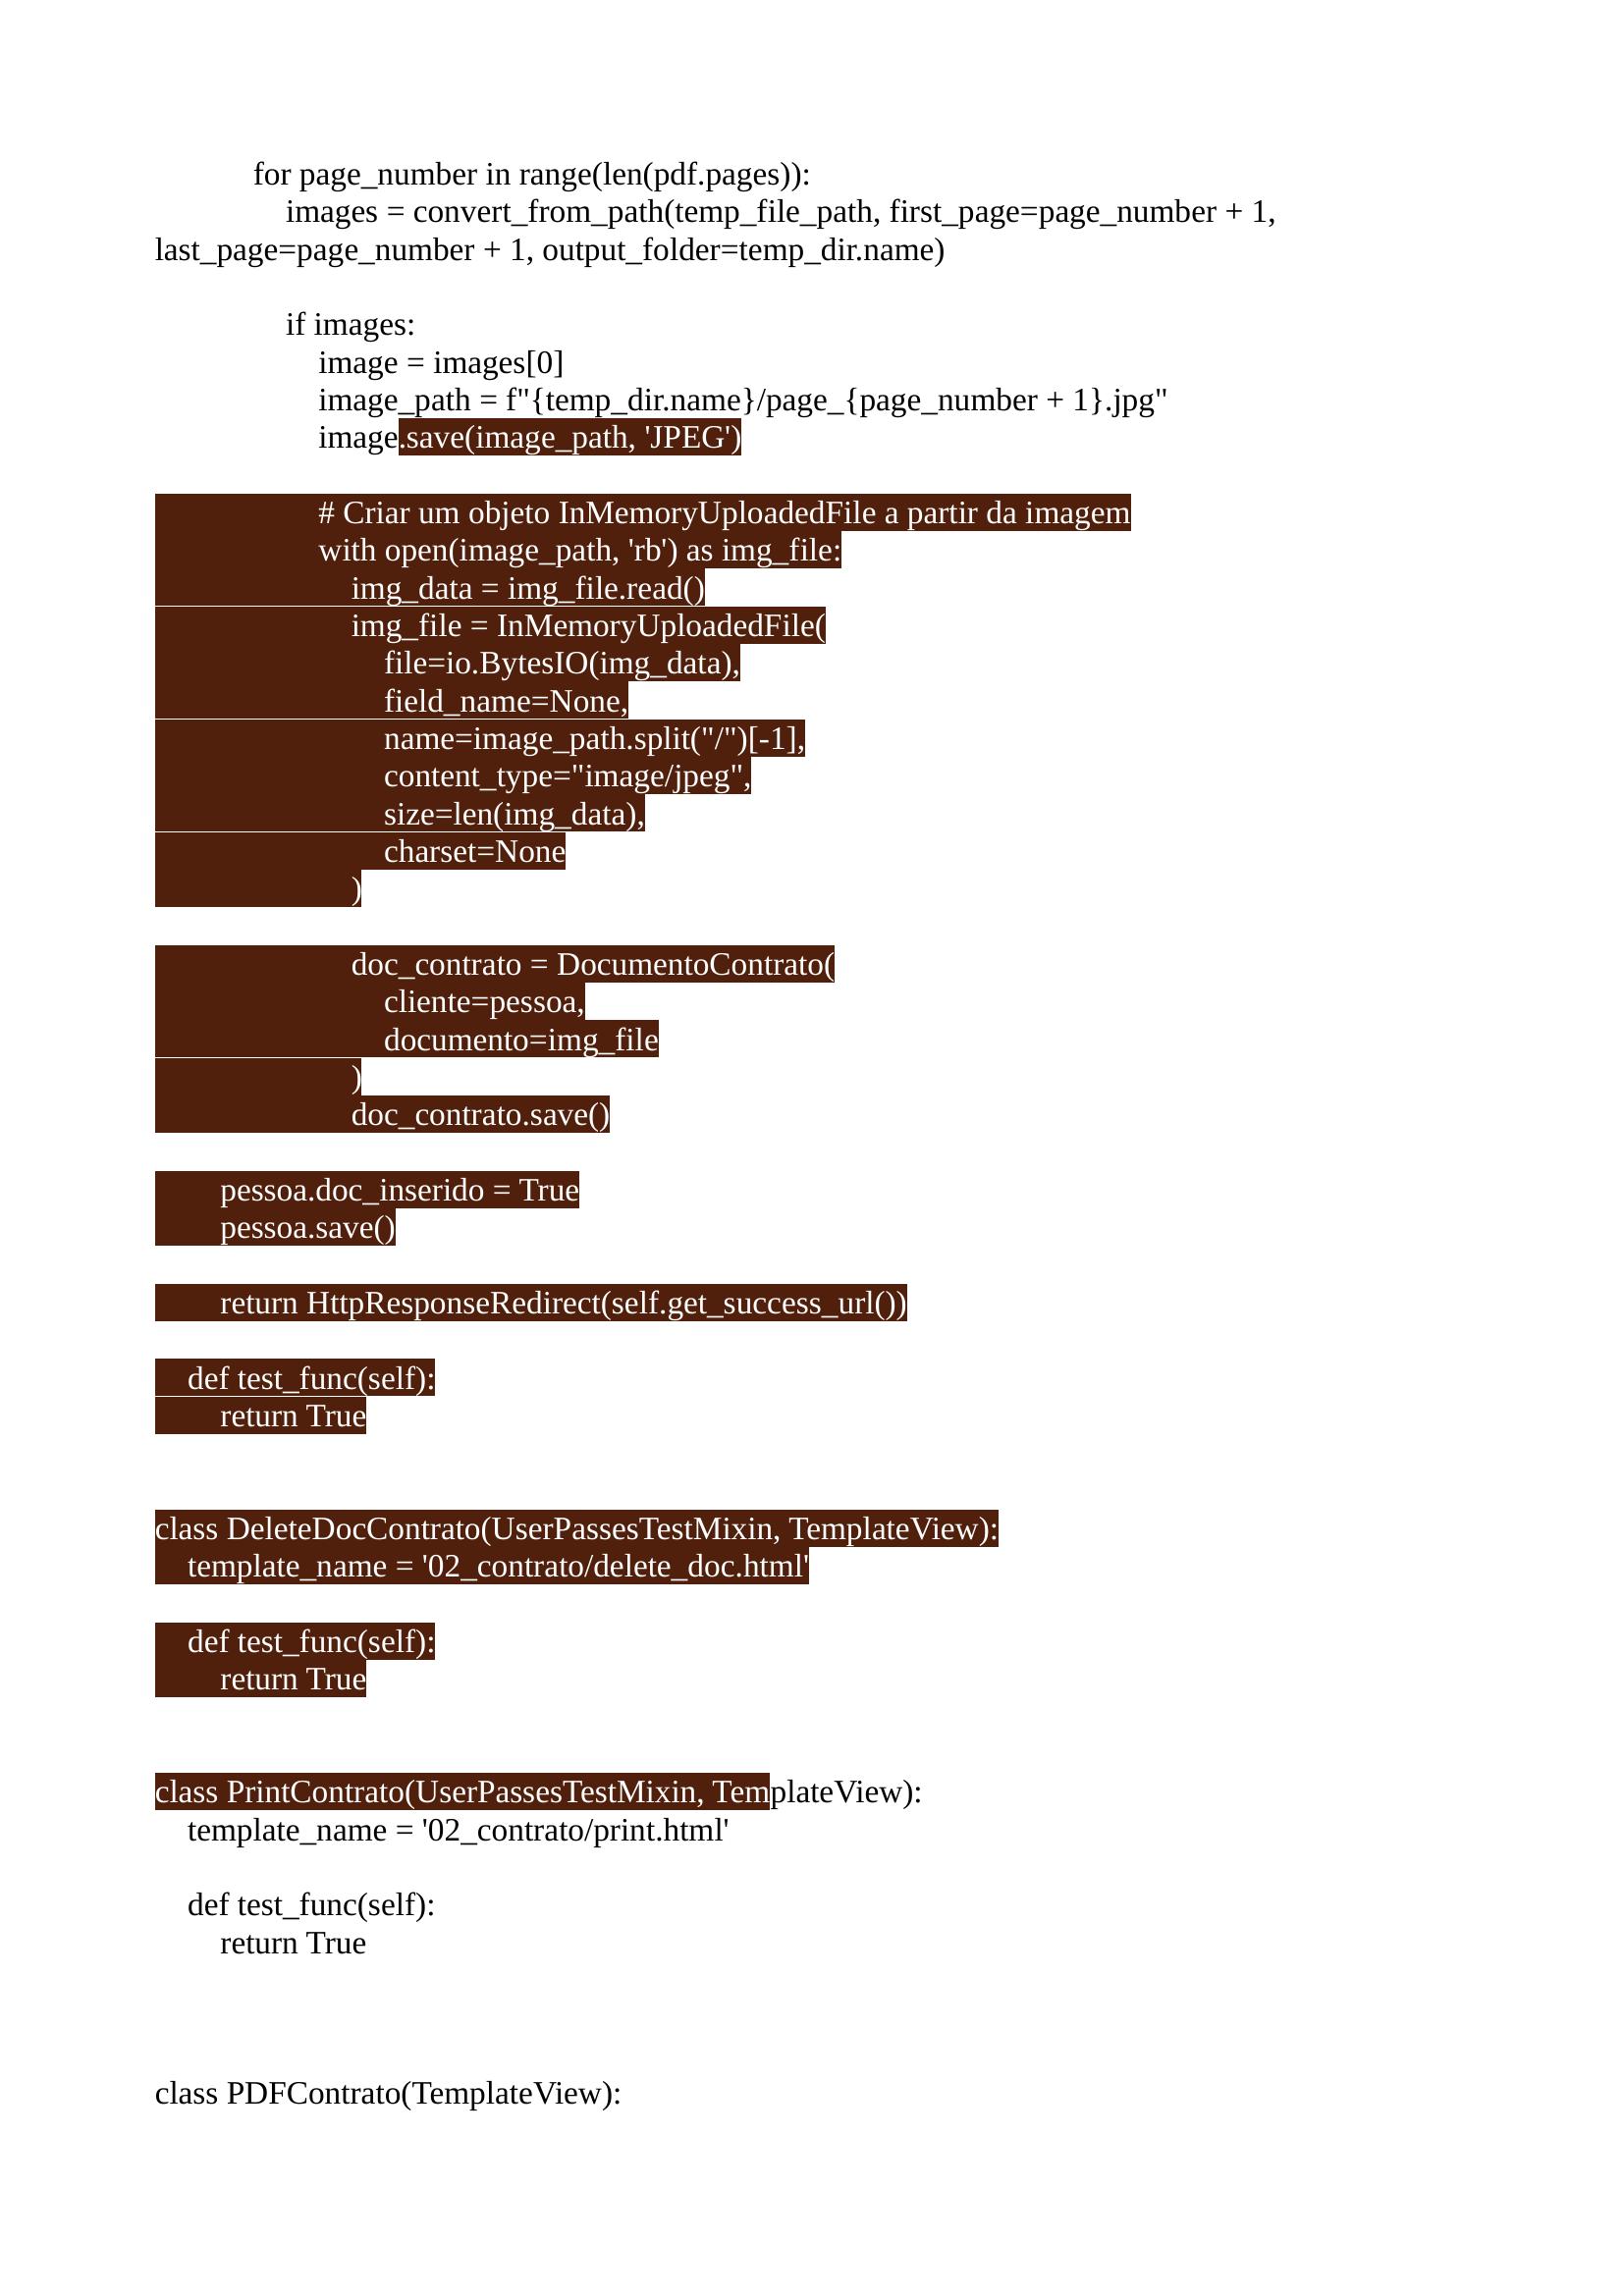 for page_number in range(len(pdf.pages)):
images = convert_from_path(temp_file_path, first_page=page_number + 1,
last_page=page_number + 1, output_folder=temp_dir.name)
if images:
image = images[0]
image_path = f"{temp_dir.name}/page_{page_number + 1}.jpg"
image.save(image_path, 'JPEG')
# Criar um objeto InMemoryUploadedFile a partir da imagem
with open(image_path, 'rb') as img_file:
img_data = img_file.read()
img_file = InMemoryUploadedFile(
file=io.BytesIO(img_data),
field_name=None,
name=image_path.split("/")[-1],
content_type="image/jpeg",
size=len(img_data),
charset=None
)
doc_contrato = DocumentoContrato(
cliente=pessoa,
documento=img_file
)
doc_contrato.save()
pessoa.doc_inserido = True
pessoa.save()
return HttpResponseRedirect(self.get_success_url())
def test_func(self):
return True
class DeleteDocContrato(UserPassesTestMixin, TemplateView):
template_name = '02_contrato/delete_doc.html'
def test_func(self):
return True
class PrintContrato(UserPassesTestMixin, TemplateView):
template_name = '02_contrato/print.html'
def test_func(self):
return True
class PDFContrato(TemplateView):